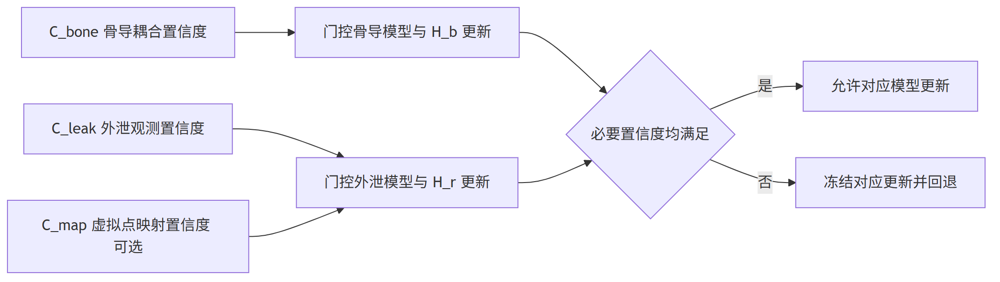 C_bone 骨导耦合置信度
门控骨导模型与 H_b 更新
C_leak 外泄观测置信度
门控外泄模型与 H_r 更新
C_map 虚拟点映射置信度
可选
必要置信度均满足
是
允许对应模型更新
否
冻结对应更新并回退